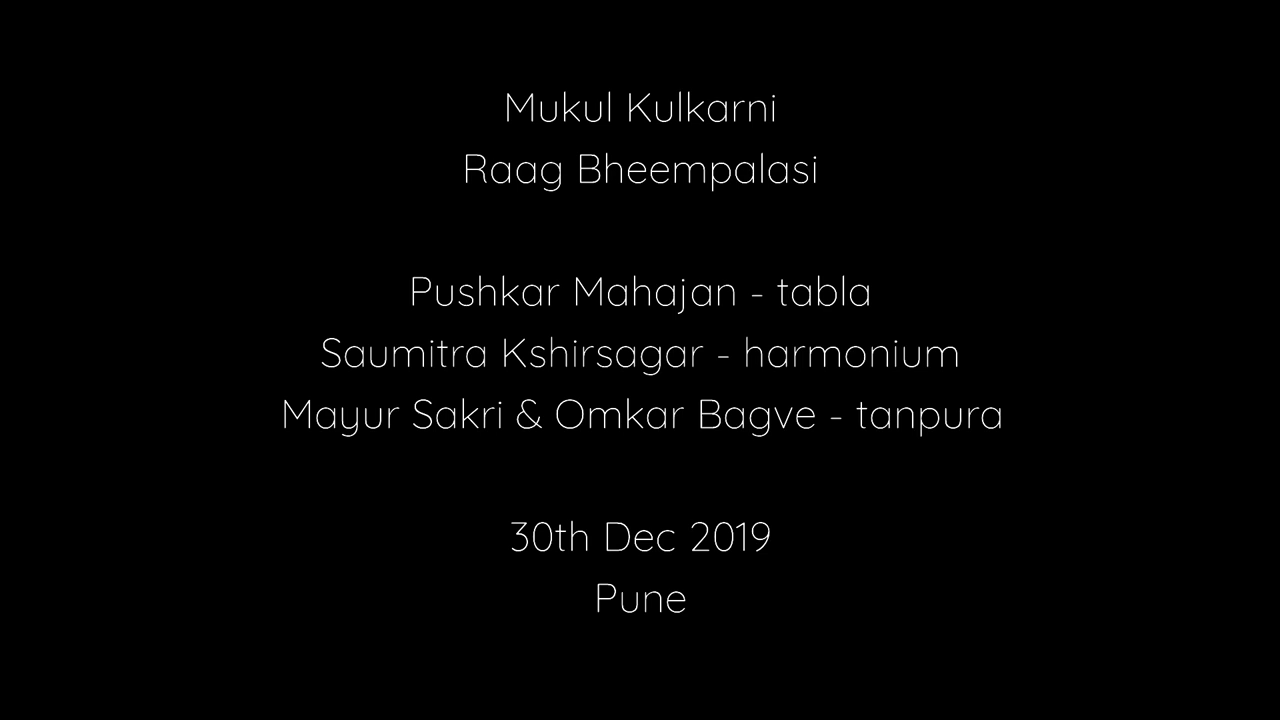 Mukul Kulkarni
Raag Bheempalasi
Pushkar Mahajan - tabla
Saumitra Kshirsagar - harmonium
Mayur Sakri & Omkar Bagve - tanpura
30th Dec 2019
Pune